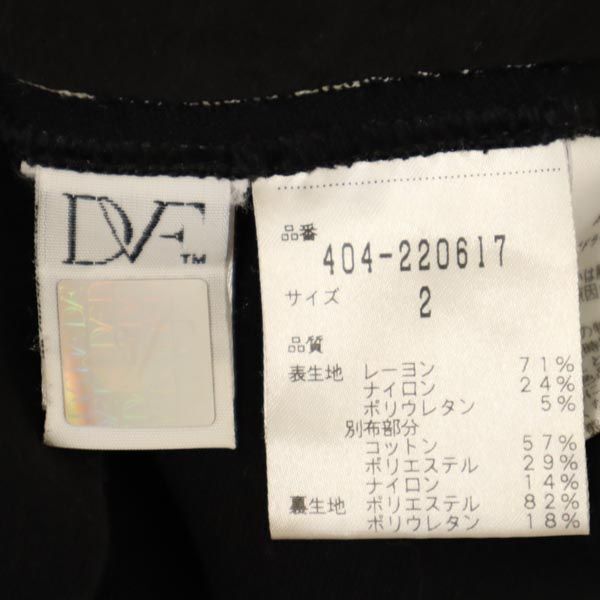 DVF™
品番
404-220617
サイズ 2
品質
表生地 レーヨン 71%
ナイロン 24%
ポリウレタン 5%
別布部分
コットン 57%
ポリエステル 29%
ナイロン 14%
裏生地 ポリエステル 82%
ポリウレタン 18%